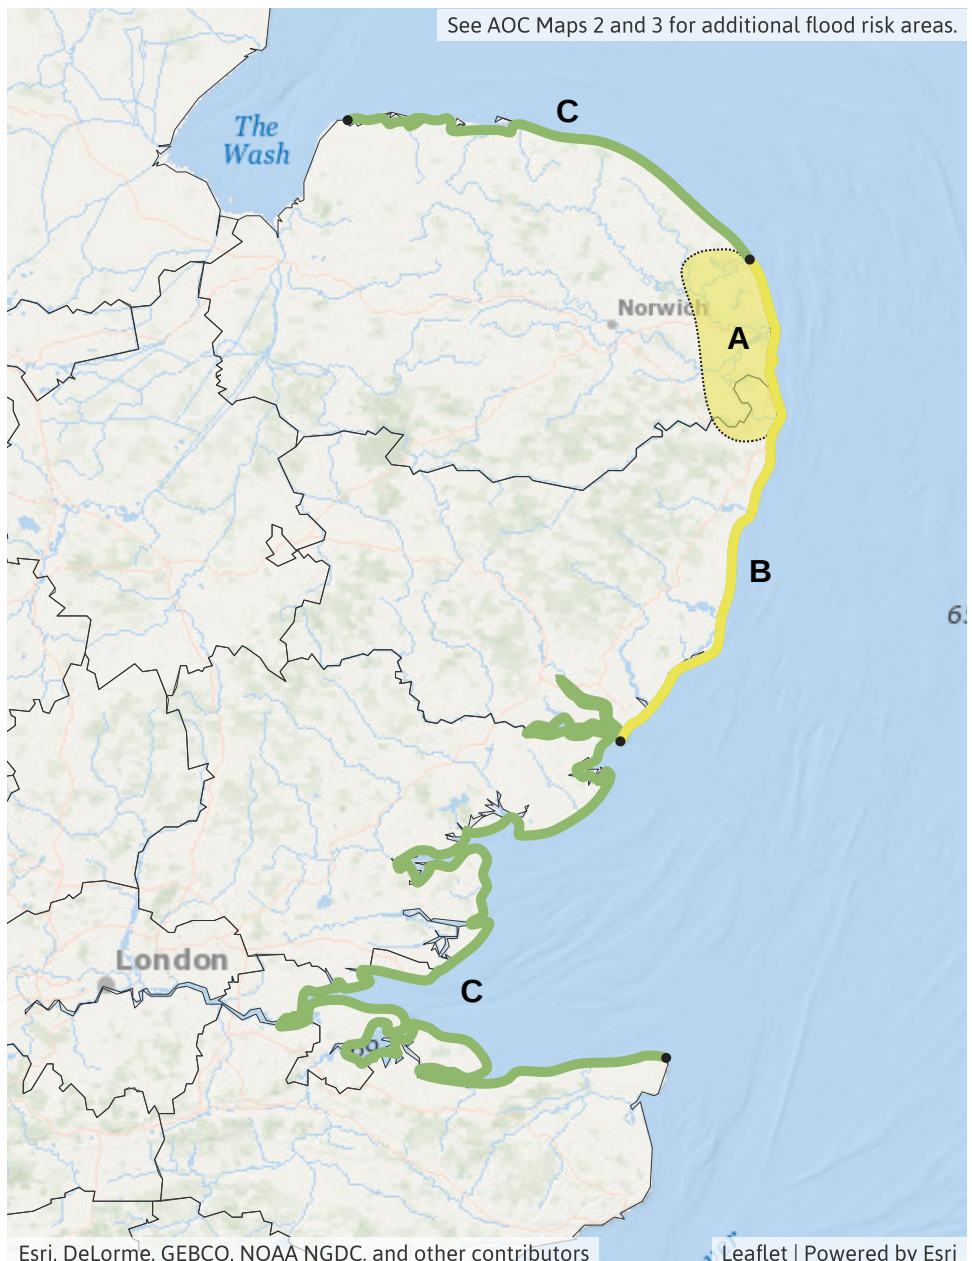 See AOC Maps 2 and 3 for additional flood risk areas.
C
The
Wash
Norwich
A
B
London
C
Esri, DeLorme, GEBCO, NOAA NGDC, and other contributors
Leaflet | Powered by Esri